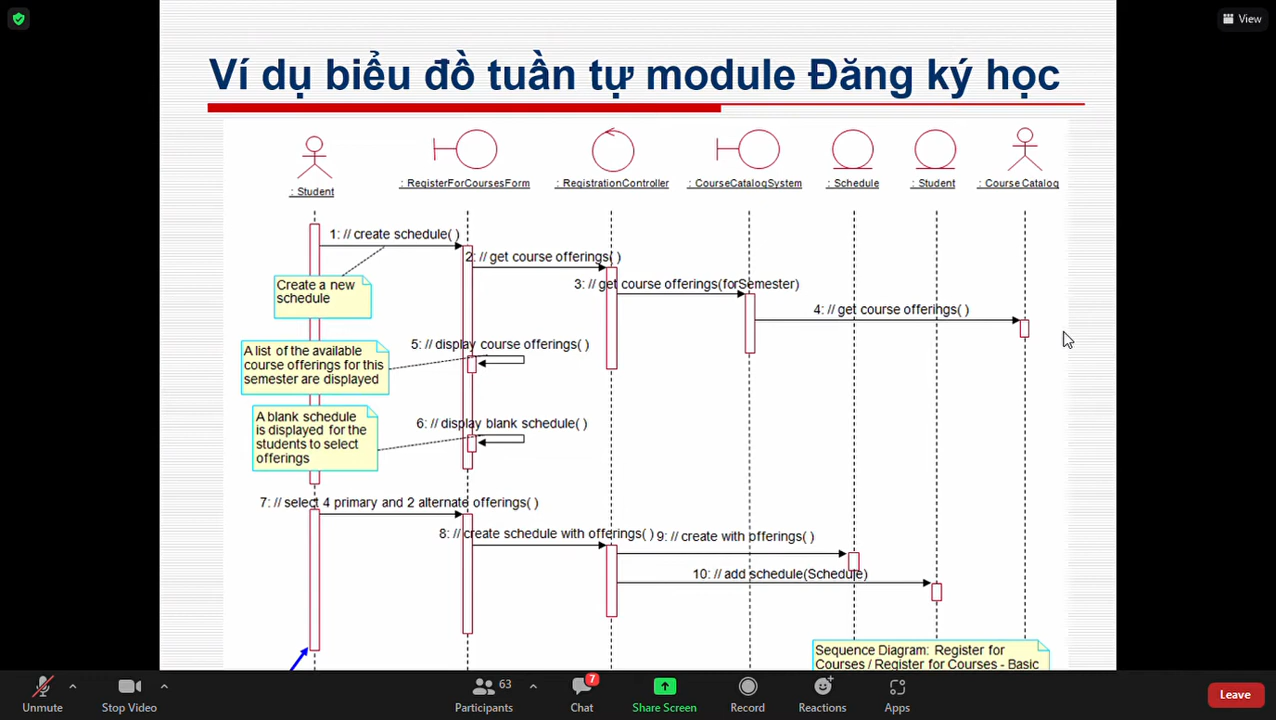 View
Ví dụ biểu đồ tuần tự module Đăng ký học
: Student
: RegisterForCoursesForm
: RegistrationController
: CourseCatalogSystem
: Schedule
: Student
: Course Catalog
1: // create schedule( )
2: // get course offerings( )
Create a new
schedule
3: // get course offerings(forSemester)
4: // get course offerings( )
5: // display course offerings( )
A list of the available
course offerings for this
semester are displayed
6: // display blank schedule( )
A blank schedule
is displayed for the
students to select
offerings
7: // select 4 primary and 2 alternate offerings( )
8: // create schedule with offerings( )
9: // create with offerings( )
10: // add schedule(Schedule)
Sequence Diagram: Register for
Courses / Register for Courses - Basic
Unmute
Stop Video
63
Participants
7
Chat
Share Screen
Record
Reactions
Apps
Leave